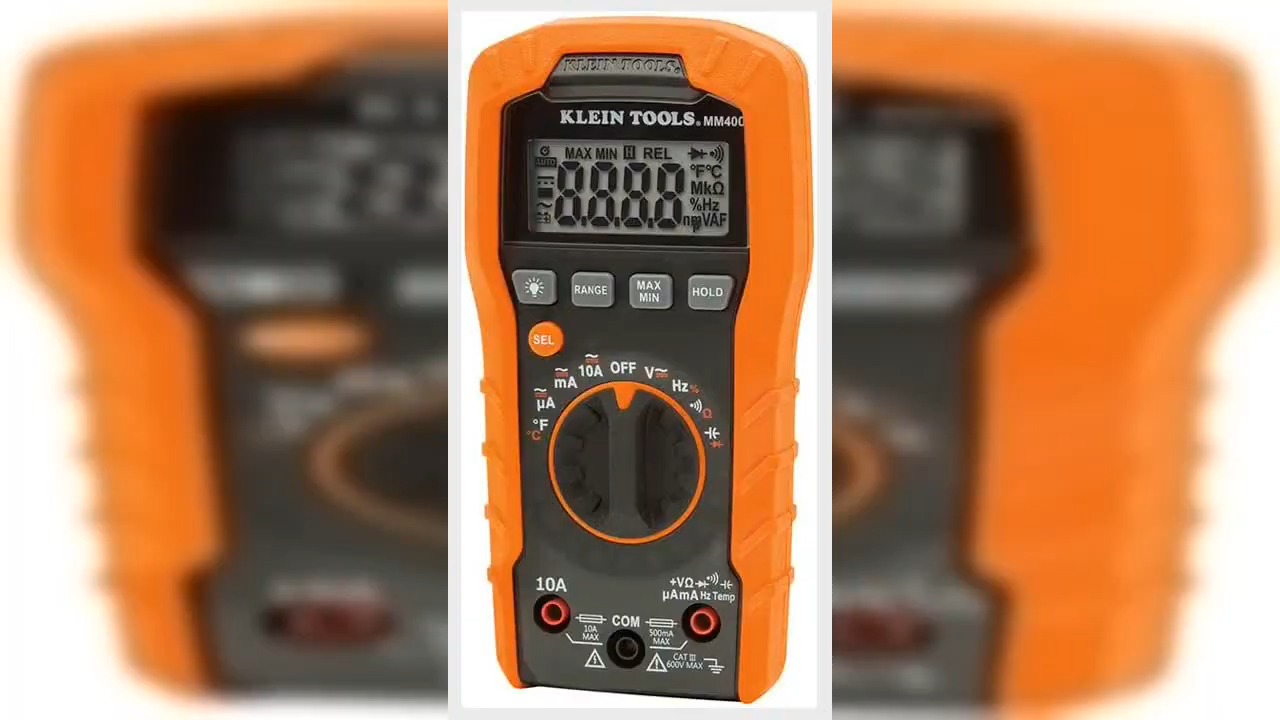 KLEIN TOOLS
KLEIN TOOLS® MM400
AUTO
MAX MIN H REL
°F°C
MkΩ
8.8.8.8
%Hz
nmµVAF
RANGE
MAX
MIN
HOLD
SEL
OFF
10A
mA
µA
°F
°C
V
Hz %
Ω
10A
+VΩ
µAmA Hz Temp
COM
10A
MAX
500mA
MAX
CAT III
600V MAX